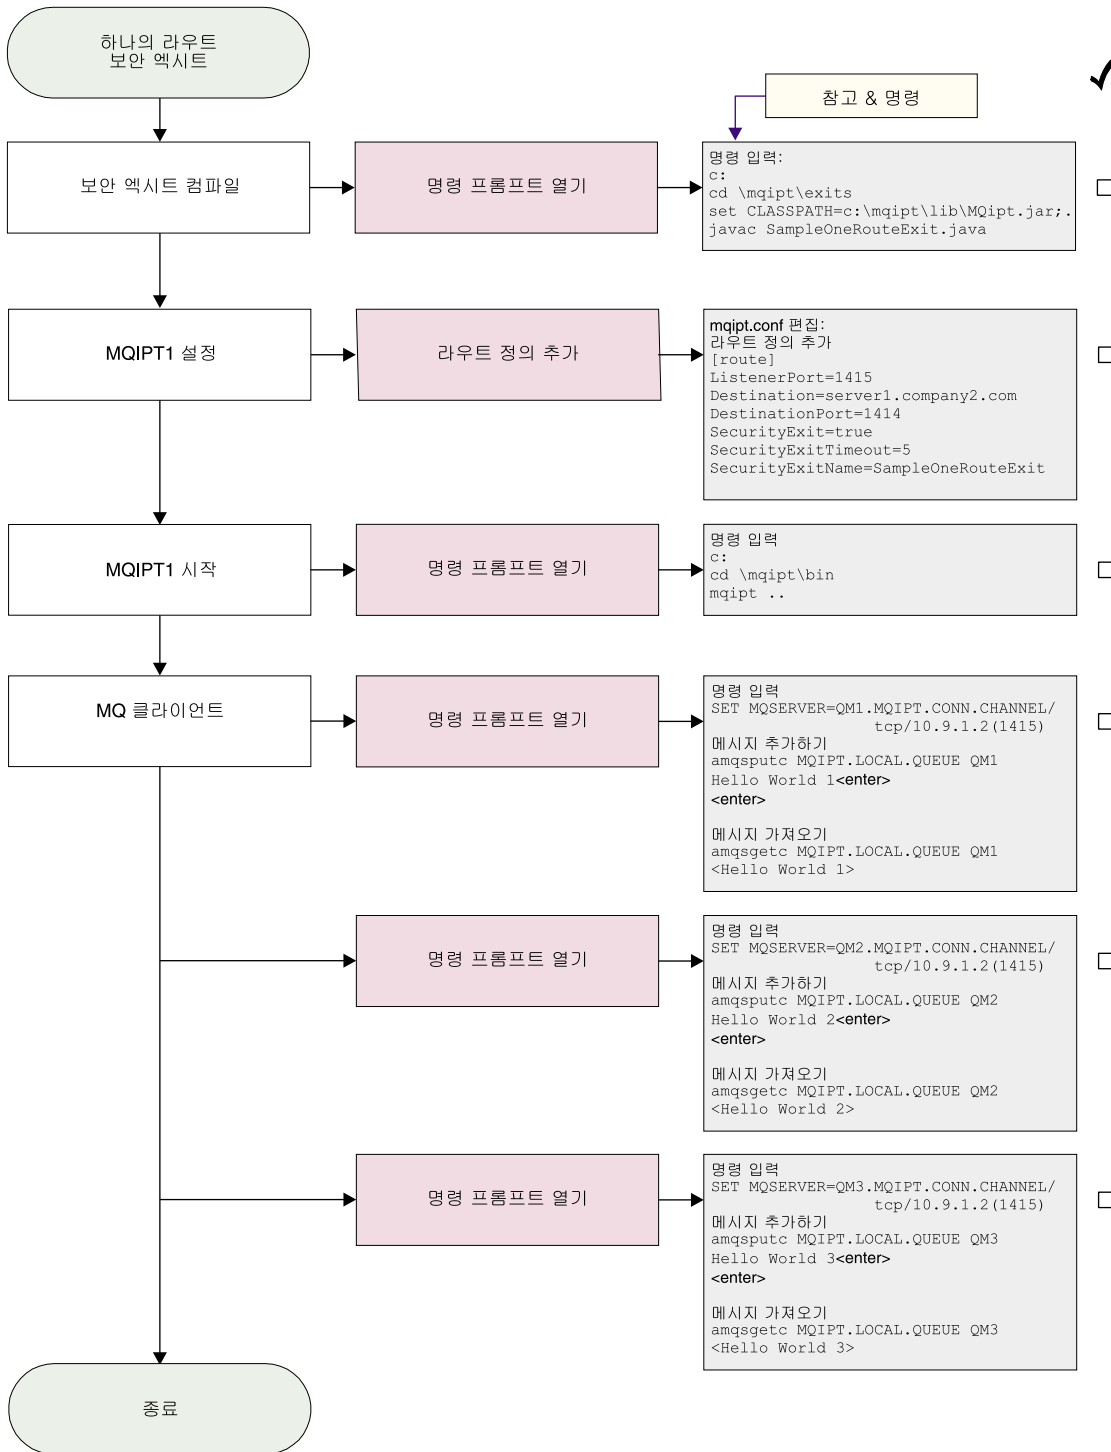 하나의 라우트
보안 엑시트
참고 & 명령
보안 엑시트 컴파일
명령 프롬프트 열기
명령 입력:
c:
cd \mqipt\exits
set CLASSPATH=c:\mqipt\lib\MQipt.jar;.
javac SampleOneRouteExit.java
MQIPT1 설정
라우트 정의 추가
mqipt.conf 편집:
라우트 정의 추가
[route]
ListenerPort=1415
Destination=server1.company2.com
DestinationPort=1414
SecurityExit=true
SecurityExitTimeout=5
SecurityExitName=SampleOneRouteExit
MQIPT1 시작
명령 프롬프트 열기
명령 입력
c:
cd \mqipt\bin
mqipt ..
MQ 클라이언트
명령 프롬프트 열기
명령 입력
SET MQSERVER=QM1.MQIPT.CONN.CHANNEL/
tcp/10.9.1.2(1415)
메시지 추가하기
amqsputc MQIPT.LOCAL.QUEUE QM1
Hello World 1<enter>
<enter>
메시지 가져오기
amqsgetc MQIPT.LOCAL.QUEUE QM1
<Hello World 1>
명령 프롬프트 열기
명령 입력
SET MQSERVER=QM2.MQIPT.CONN.CHANNEL/
tcp/10.9.1.2(1415)
메시지 추가하기
amqsputc MQIPT.LOCAL.QUEUE QM2
Hello World 2<enter>
<enter>
메시지 가져오기
amqsgetc MQIPT.LOCAL.QUEUE QM2
<Hello World 2>
명령 프롬프트 열기
명령 입력
SET MQSERVER=QM3.MQIPT.CONN.CHANNEL/
tcp/10.9.1.2(1415)
메시지 추가하기
amqsputc MQIPT.LOCAL.QUEUE QM3
Hello World 3<enter>
<enter>
메시지 가져오기
amqsgetc MQIPT.LOCAL.QUEUE QM3
<Hello World 3>
종료